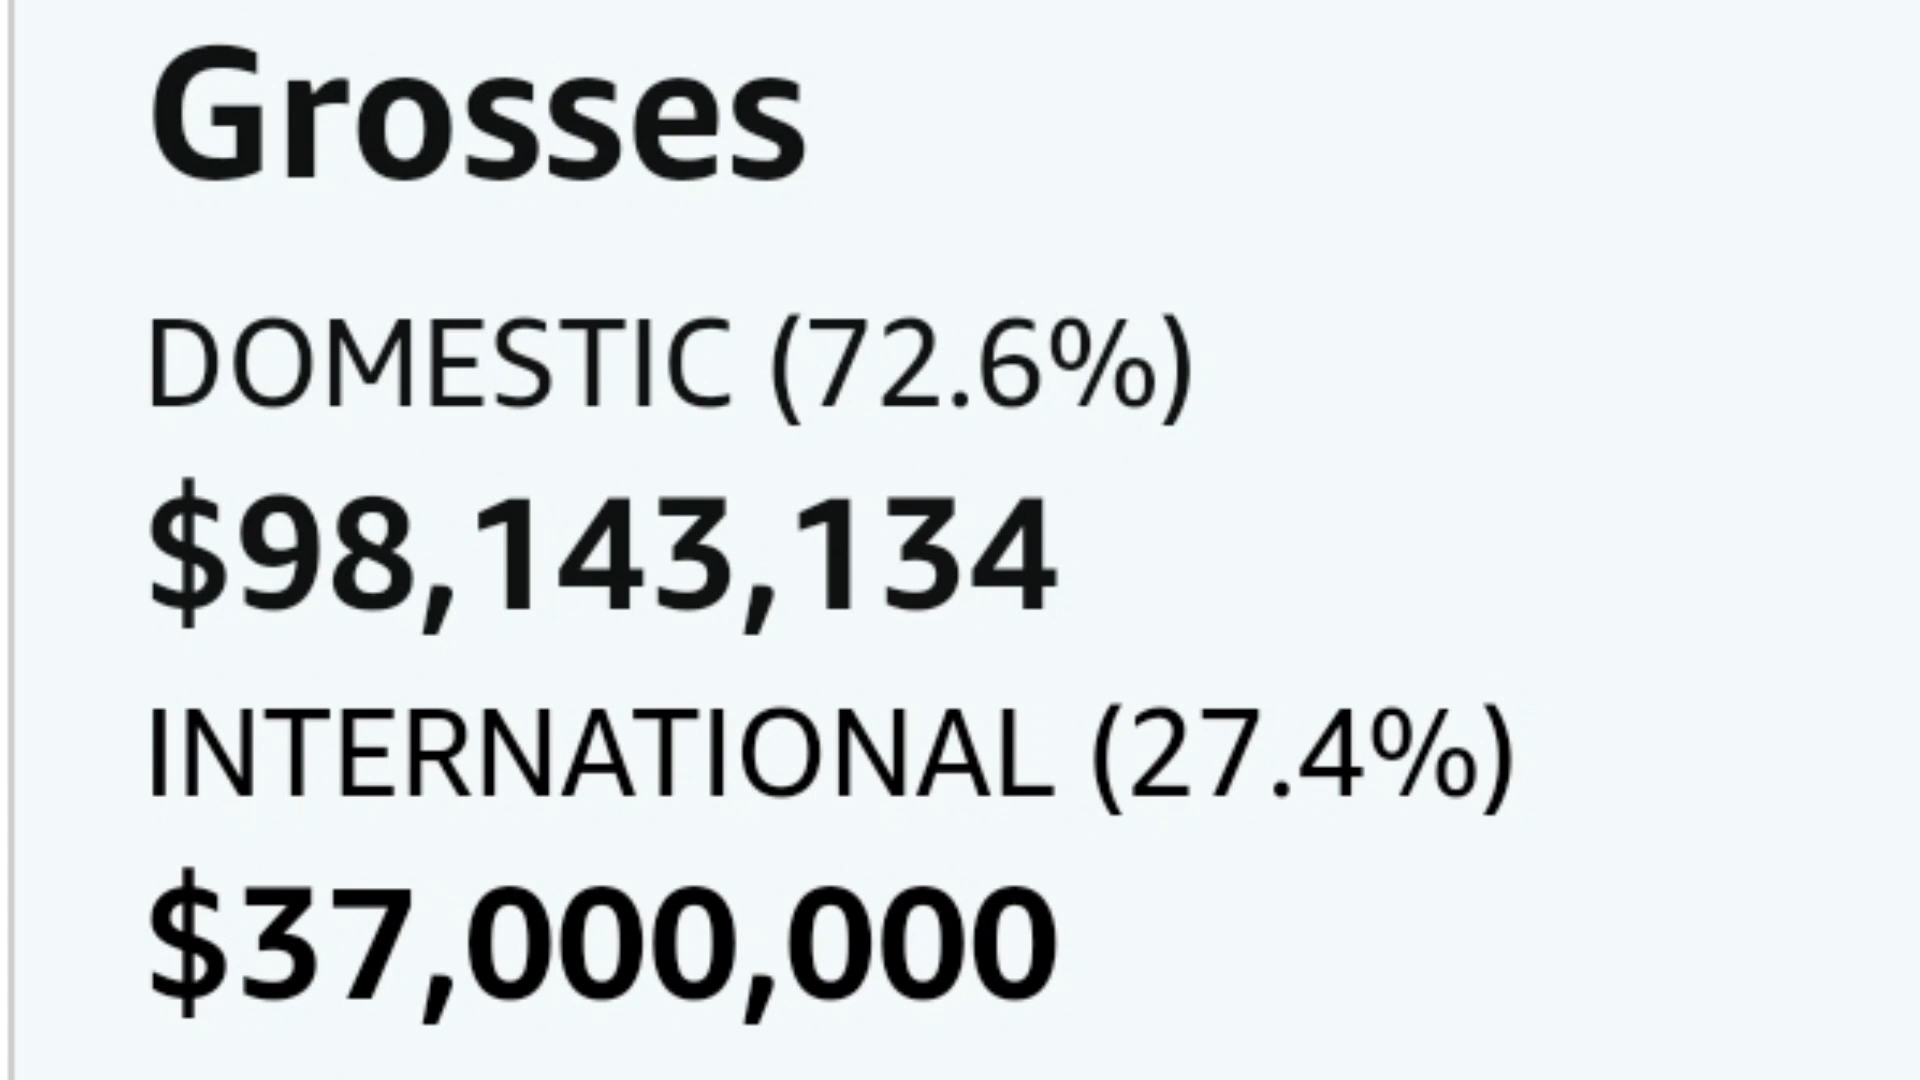 Grosses
DOMESTIC (72.6%)
$98,143,134
INTERNATIONAL (27.4%)
$37,000,000